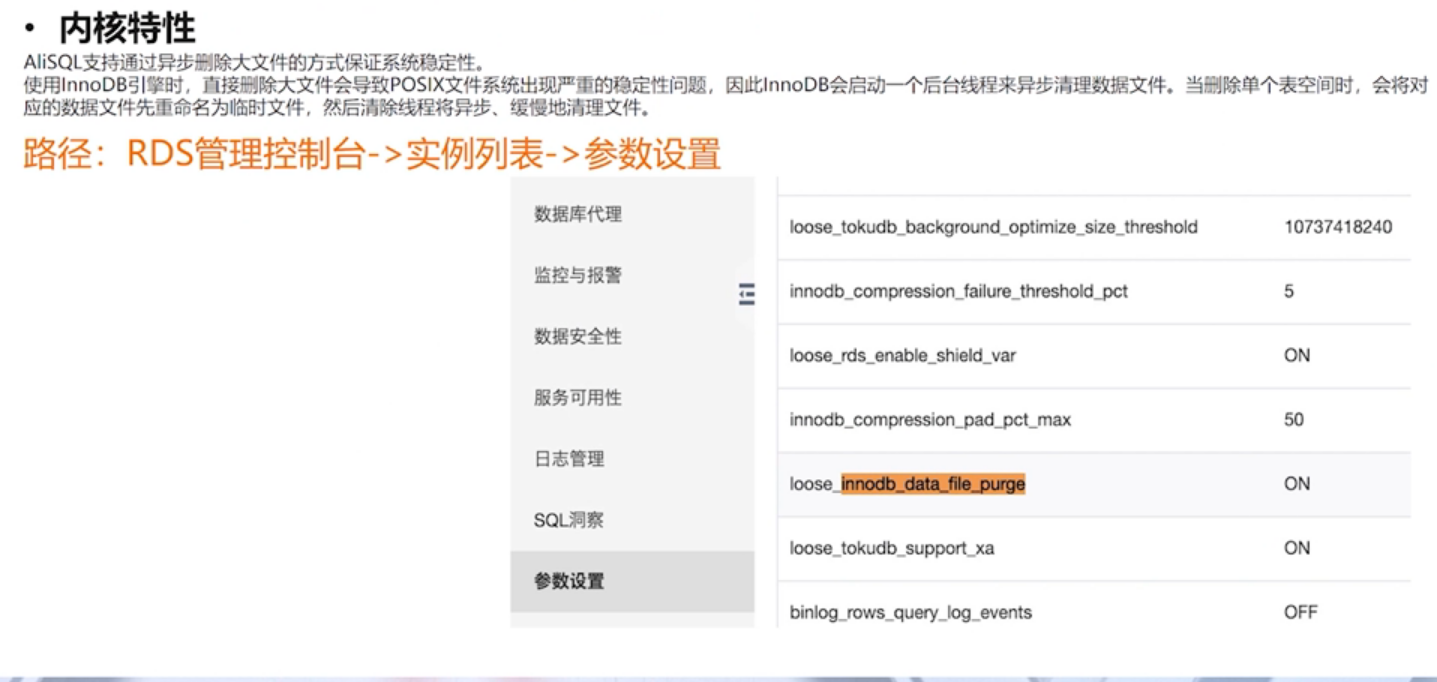 • 内核特性
AliSQL支持通过异步删除大文件的方式保证系统稳定性。
使用InnoDB引擎时，直接删除大文件会导致POSIX文件系统出现严重的稳定性问题，因此InnoDB会启动一个后台线程来异步清理数据文件。当删除单个表空间时，会将对
应的数据文件先重命名为临时文件，然后清除线程将异步、缓慢地清理文件。
路径：RDS管理控制台->实例列表->参数设置
数据库代理
监控与报警
数据安全性
服务可用性
日志管理
SQL洞察
参数设置
loose_tokudb_background_optimize_size_threshold 10737418240
innodb_compression_failure_threshold_pct 5
loose_rds_enable_shield_var ON
innodb_compression_pad_pct_max 50
loose_innodb_data_file_purge ON
loose_tokudb_support_xa ON
binlog_rows_query_log_events OFF